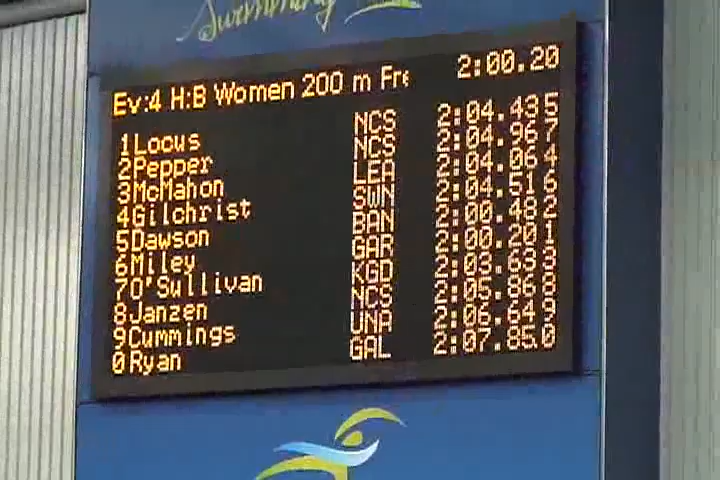 Swimming
Ev:4 H:B Women 200 m Fre 2:00.20
1Locus NCS 2:04.435
2Pepper NCS 2:04.967
3McMahon LEA 2:04.064
4Gilchrist SWN 2:04.516
5Dawson BAN 2:00.482
6Miley GAR 2:00.201
7O'Sullivan KGD 2:03.633
8Janzen NCS 2:05.868
9Cummings UNA 2:06.649
0Ryan GAL 2:07.850